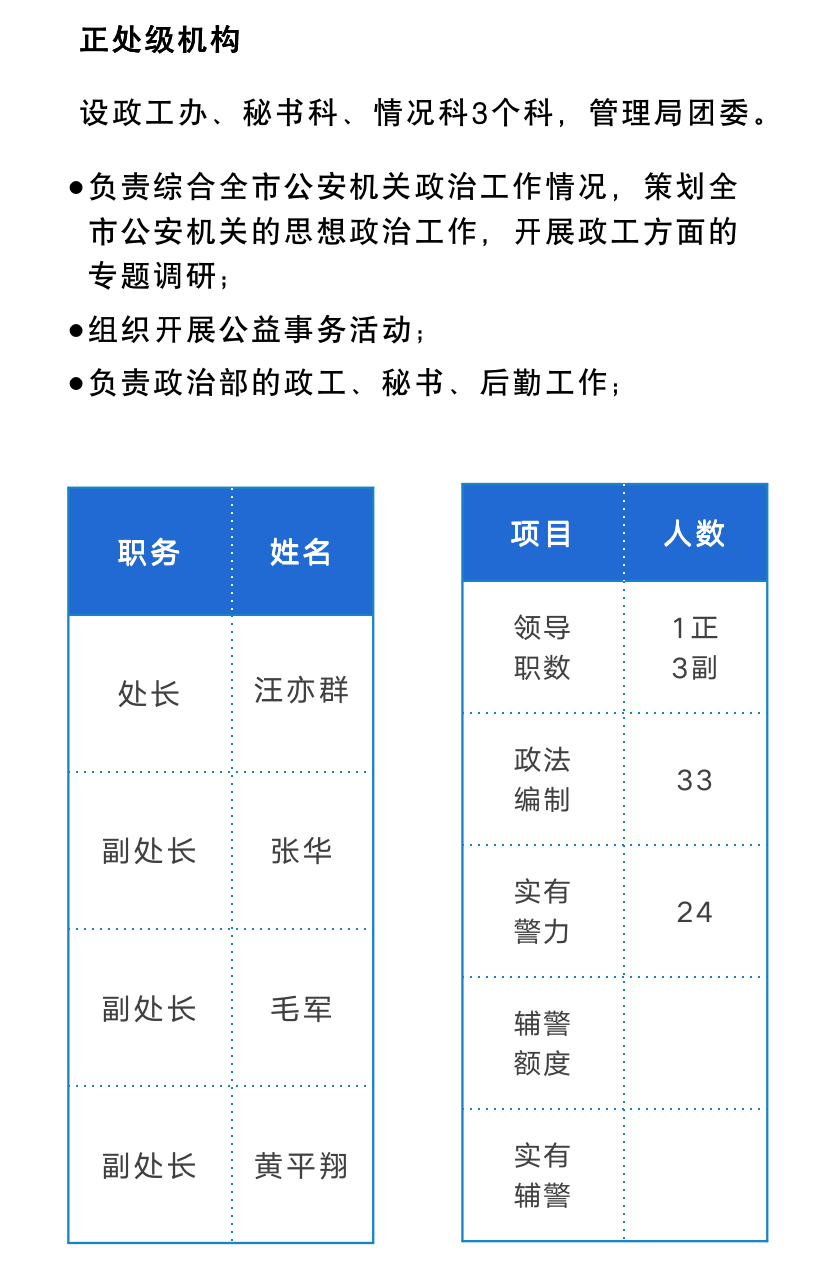 正处级机构
设政工办、秘书科、情况科3个科，管理局团委。
●负责综合全市公安机关政治工作情况，策划全
市公安机关的思想政治工作，开展政工方面的
专题调研；
●组织开展公益事务活动；
●负责政治部的政工、秘书、后勤工作；
职务 姓名
处长 汪亦群
副处长 张华
副处长 毛军
副处长 黄平翔
项目 人数
领导 1正
职数 3副
政法
编制
33
实有
警力
24
辅警
额度
实有
辅警